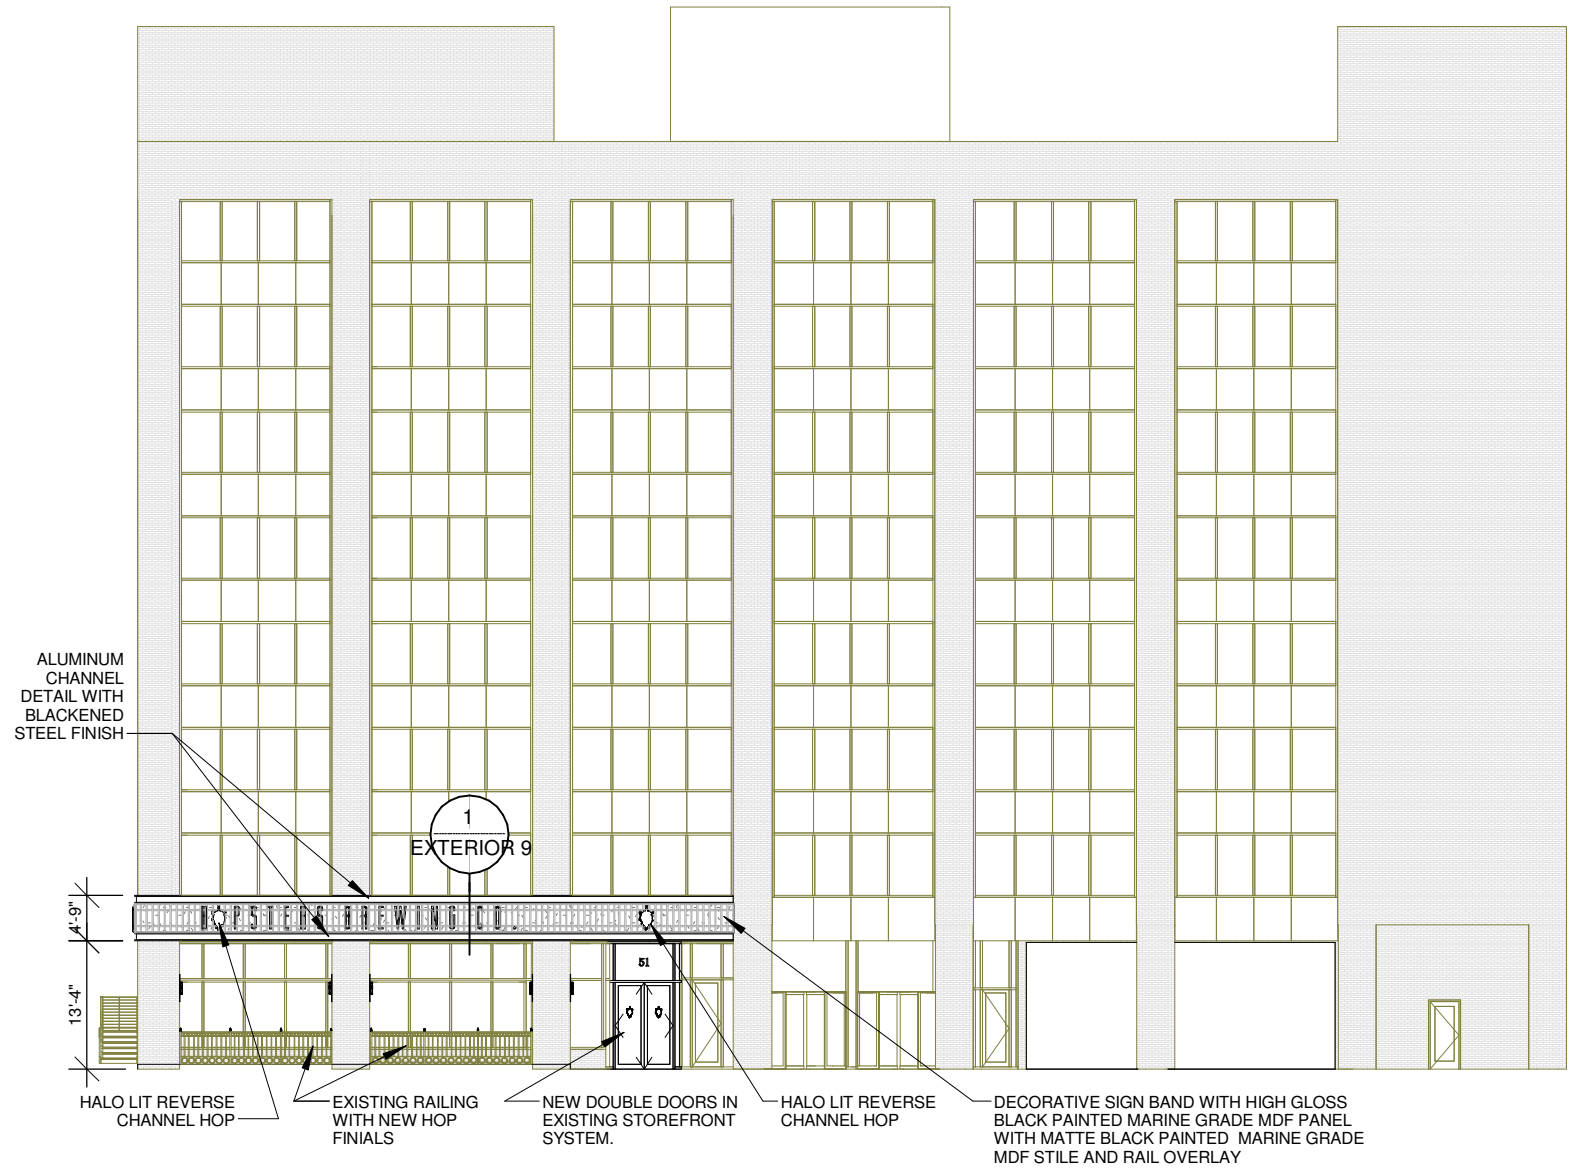 ALUMINUM
CHANNEL
DETAIL WITH
BLACKENED
STEEL FINISH
1
EXTERIOR 9
4'-9"
HOPSTERS BREWING CO.
13'-4"
51
HALO LIT REVERSE
CHANNEL HOP
EXISTING RAILING
WITH NEW HOP
FINIALS
NEW DOUBLE DOORS IN
EXISTING STOREFRONT
SYSTEM.
HALO LIT REVERSE
CHANNEL HOP
DECORATIVE SIGN BAND WITH HIGH GLOSS
BLACK PAINTED MARINE GRADE MDF PANEL
WITH MATTE BLACK PAINTED MARINE GRADE
MDF STILE AND RAIL OVERLAY